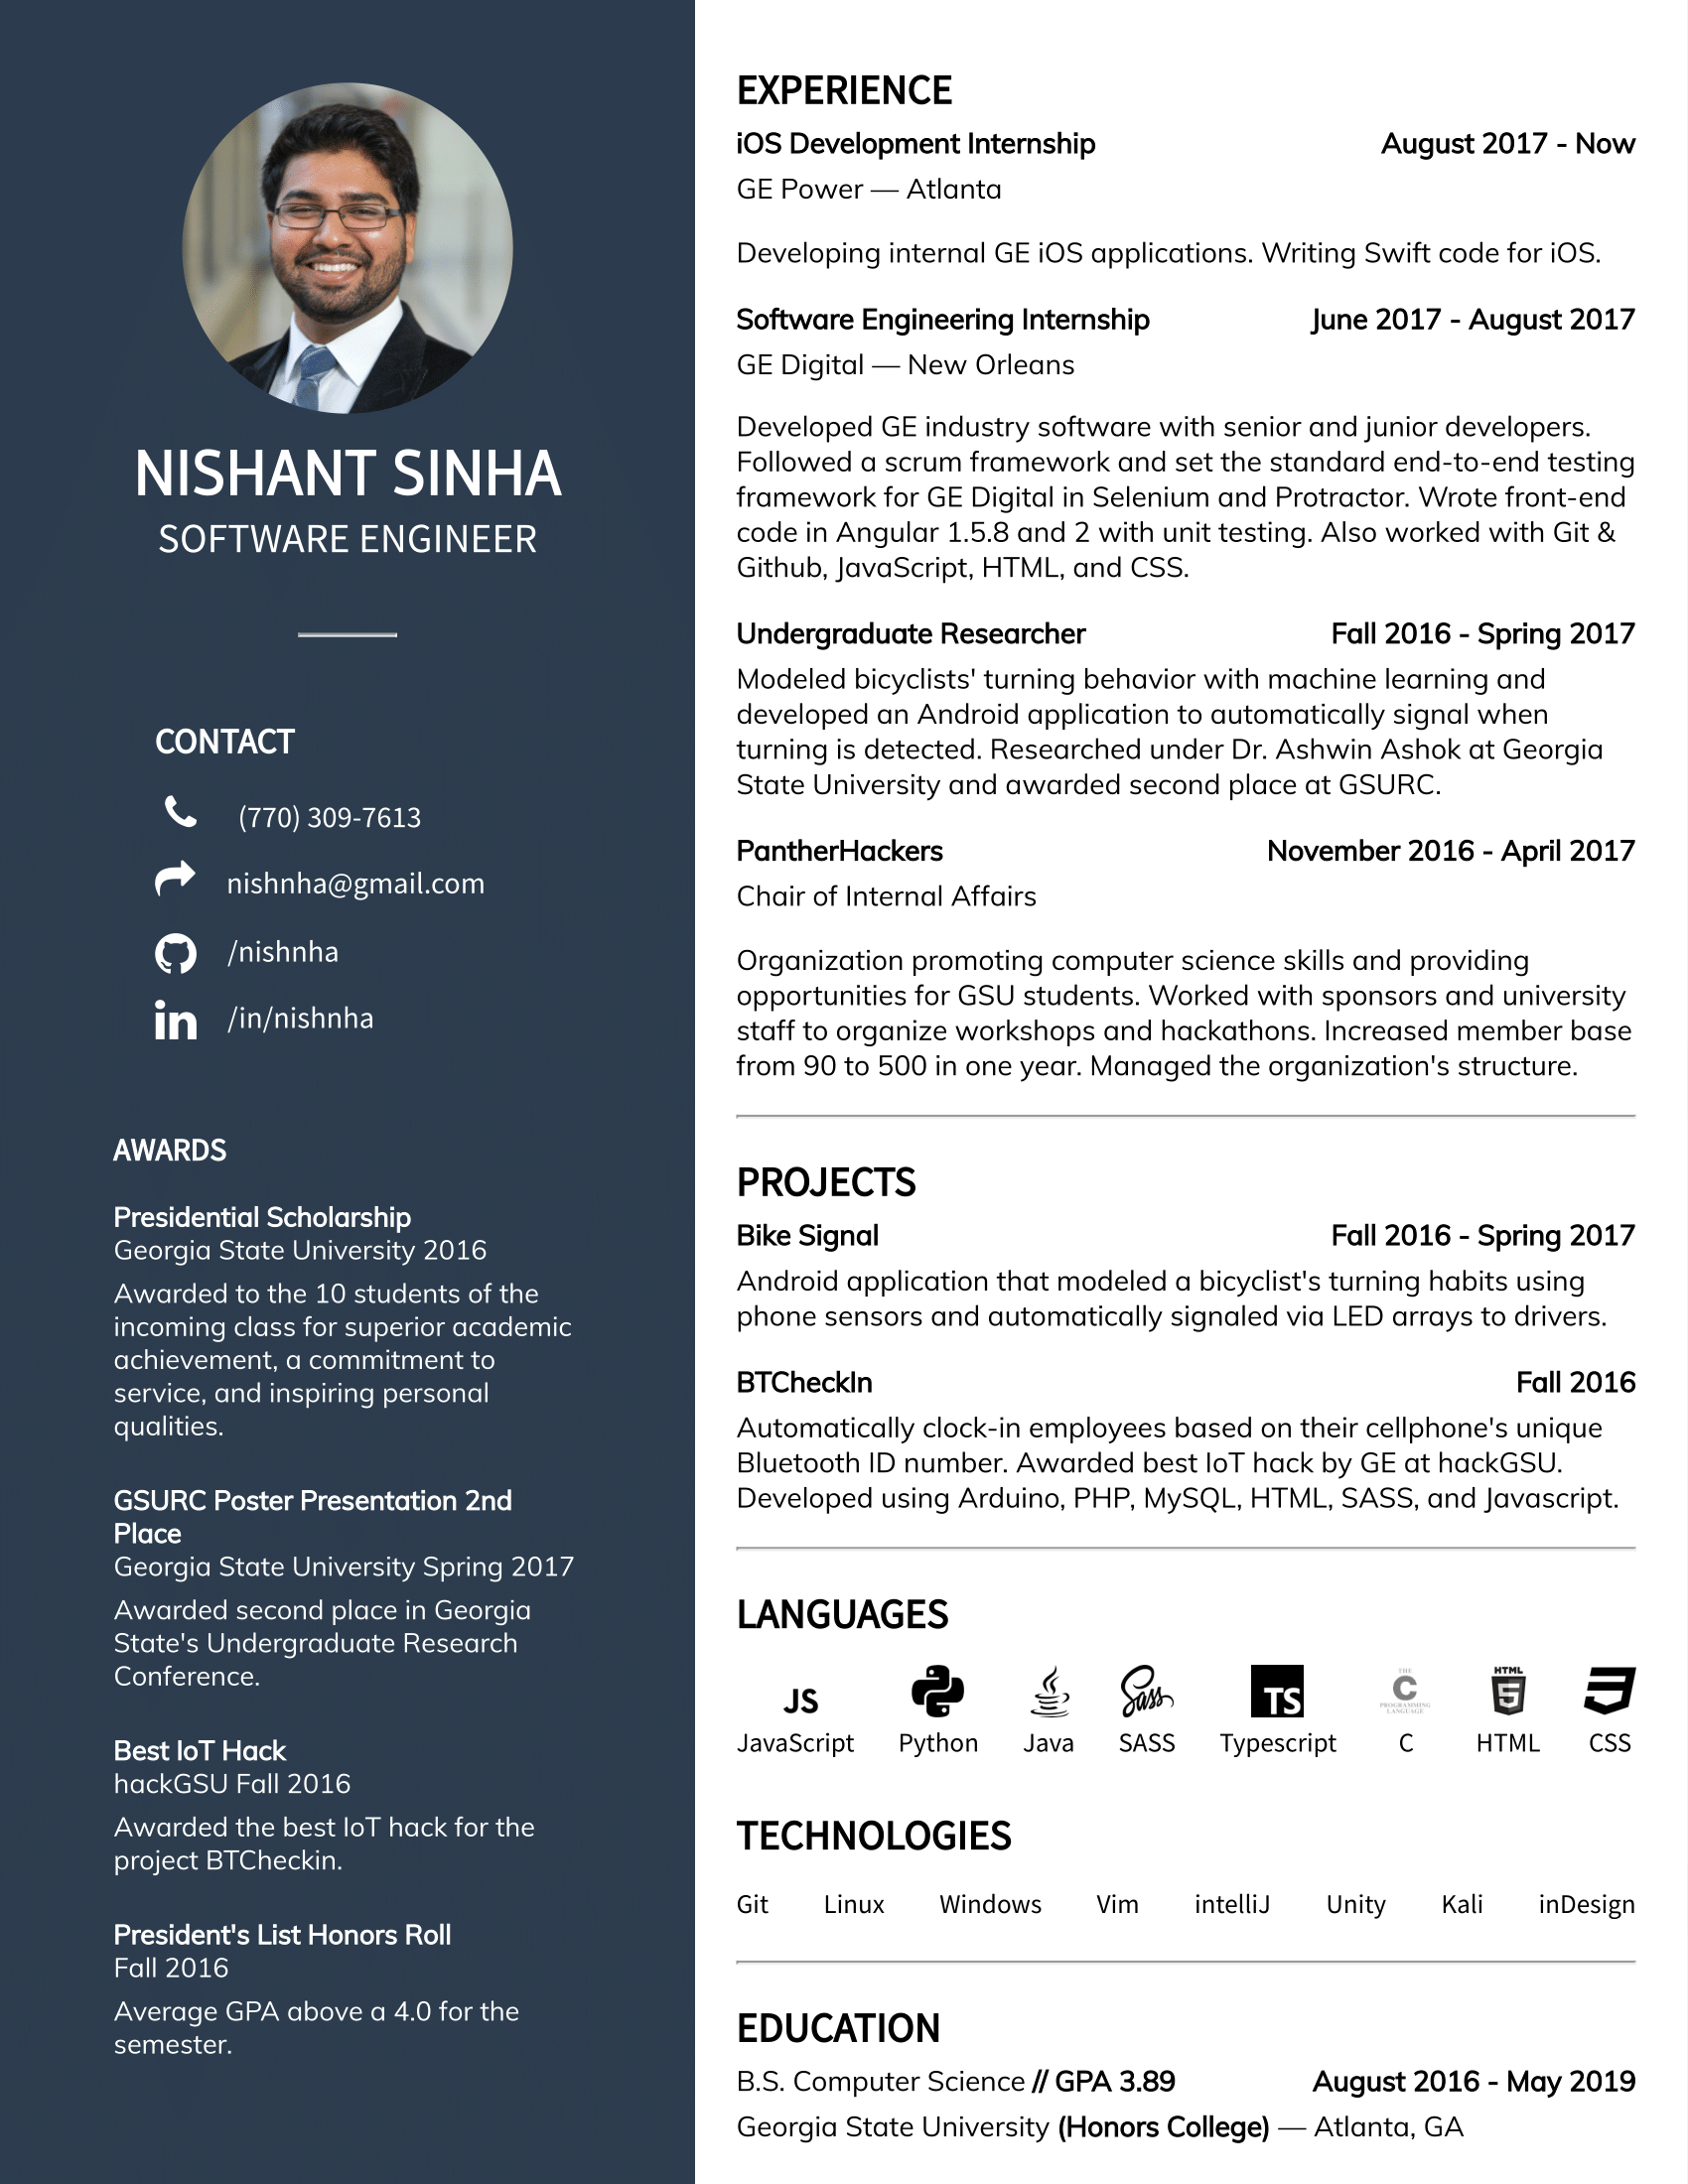 NISHANT SINHA
SOFTWARE ENGINEER
CONTACT
(770) 309-7613
nishnha@gmail.com
/nishnha
in /in/nishnha
AWARDS
Presidential Scholarship
Georgia State University 2016
Awarded to the 10 students of the
incoming class for superior academic
achievement, a commitment to
service, and inspiring personal
qualities.
GSURC Poster Presentation 2nd
Place
Georgia State University Spring 2017
Awarded second place in Georgia
State's Undergraduate Research
Conference.
Best IoT Hack
hackGSU Fall 2016
Awarded the best IoT hack for the
project BTCheckin.
President's List Honors Roll
Fall 2016
Average GPA above a 4.0 for the
semester.
EXPERIENCE
iOS Development Internship August 2017 - Now
GE Power — Atlanta
Developing internal GE iOS applications. Writing Swift code for iOS.
Software Engineering Internship June 2017 - August 2017
GE Digital — New Orleans
Developed GE industry software with senior and junior developers.
Followed a scrum framework and set the standard end-to-end testing
framework for GE Digital in Selenium and Protractor. Wrote front-end
code in Angular 1.5.8 and 2 with unit testing. Also worked with Git &
Github, JavaScript, HTML, and CSS.
Undergraduate Researcher Fall 2016 - Spring 2017
Modeled bicyclists' turning behavior with machine learning and
developed an Android application to automatically signal when
turning is detected. Researched under Dr. Ashwin Ashok at Georgia
State University and awarded second place at GSURC.
PantherHackers November 2016 - April 2017
Chair of Internal Affairs
Organization promoting computer science skills and providing
opportunities for GSU students. Worked with sponsors and university
staff to organize workshops and hackathons. Increased member base
from 90 to 500 in one year. Managed the organization's structure.
PROJECTS
Bike Signal Fall 2016 - Spring 2017
Android application that modeled a bicyclist's turning habits using
phone sensors and automatically signaled via LED arrays to drivers.
BTCheckIn Fall 2016
Automatically clock-in employees based on their cellphone's unique
Bluetooth ID number. Awarded best IoT hack by GE at hackGSU.
Developed using Arduino, PHP, MySQL, HTML, SASS, and Javascript.
LANGUAGES
JS Sass TS THE C PROGRAMMING LANGUAGE HTML 5
JavaScript Python Java SASS Typescript C HTML CSS
TECHNOLOGIES
Git Linux Windows Vim intelliJ Unity Kali inDesign
EDUCATION
B.S. Computer Science // GPA 3.89 August 2016 - May 2019
Georgia State University (Honors College) — Atlanta, GA